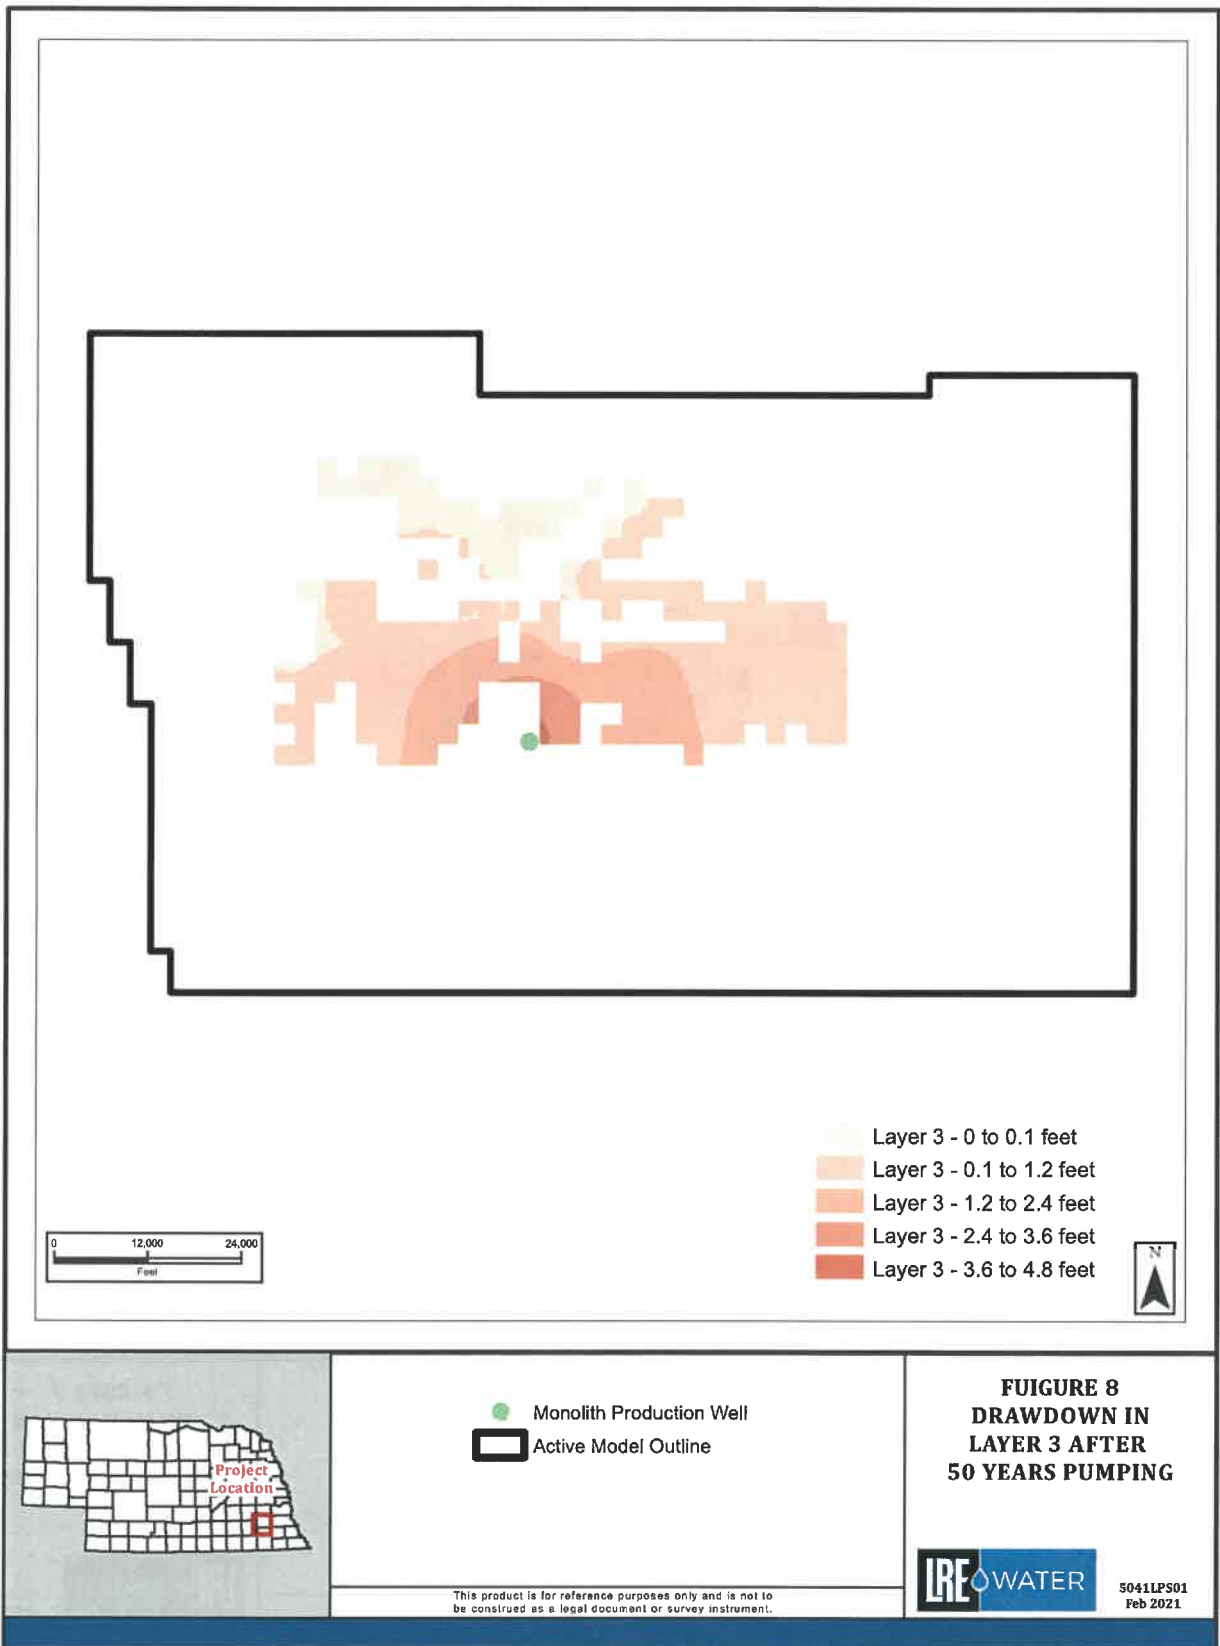 Layer 3 - 0 to 0.1 feet
Layer 3 - 0.1 to 1.2 feet
Layer 3 - 1.2 to 2.4 feet
Layer 3 - 2.4 to 3.6 feet
Layer 3 - 3.6 to 4.8 feet
0 12,000 24,000
Feet
N
Project
Location
Monolith Production Well
Active Model Outline
This product is for reference purposes only and is not to
be construed as a legal document or survey instrument.
FUIGURE 8
DRAWDOWN IN
LAYER 3 AFTER
50 YEARS PUMPING
LRE WATER
5041LPS01
Feb 2021